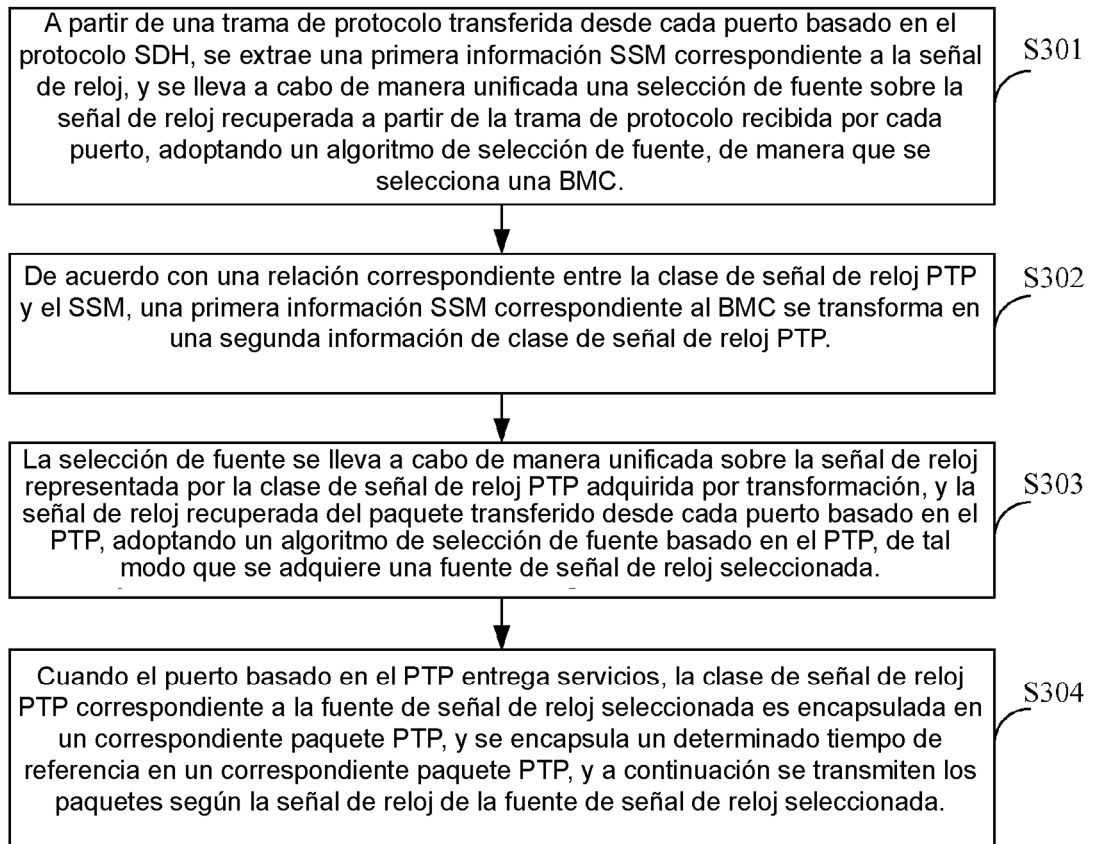 A partir de una trama de protocolo transferida desde cada puerto basado en el
protocolo SDH, se extrae una primera información SSM correspondiente a la señal
de reloj, y se lleva a cabo de manera unificada una selección de fuente sobre la
señal de reloj recuperada a partir de la trama de protocolo recibida por cada
puerto, adoptando un algoritmo de selección de fuente, de manera que se
selecciona una BMC.
S301
De acuerdo con una relación correspondiente entre la clase de señal de reloj PTP
y el SSM, una primera información SSM correspondiente al BMC se transforma en
una segunda información de clase de señal de reloj PTP.
S302
La selección de fuente se lleva a cabo de manera unificada sobre la señal de reloj
representada por la clase de señal de reloj PTP adquirida por transformación, y la
señal de reloj recuperada del paquete transferido desde cada puerto basado en el
PTP, adoptando un algoritmo de selección de fuente basado en el PTP, de tal
modo que se adquiere una fuente de señal de reloj seleccionada.
S303
Cuando el puerto basado en el PTP entrega servicios, la clase de señal de reloj
PTP correspondiente a la fuente de señal de reloj seleccionada es encapsulada en
un correspondiente paquete PTP, y se encapsula un determinado tiempo de
referencia en un correspondiente paquete PTP, y a continuación se transmiten los
paquetes según la señal de reloj de la fuente de señal de reloj seleccionada.
S304